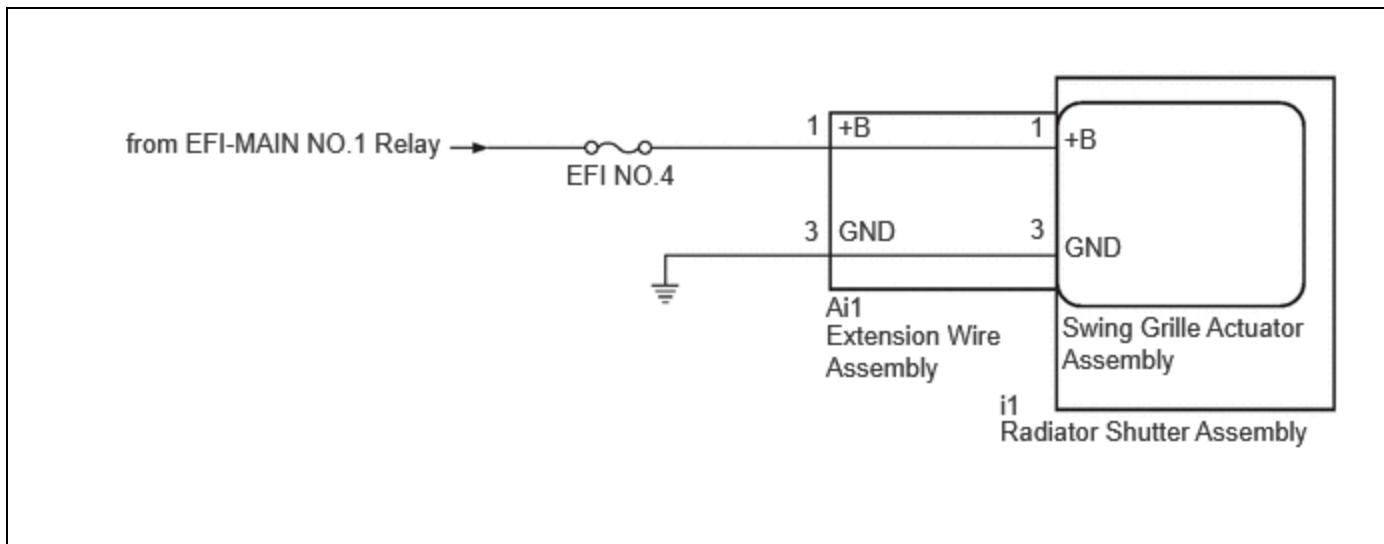 from EFI-MAIN NO.1 Relay
EFI NO.4
1 +B
1 +B
3 GND
3 GND
Ai1
Extension Wire
Assembly
Swing Grille Actuator
Assembly
i1
Radiator Shutter Assembly